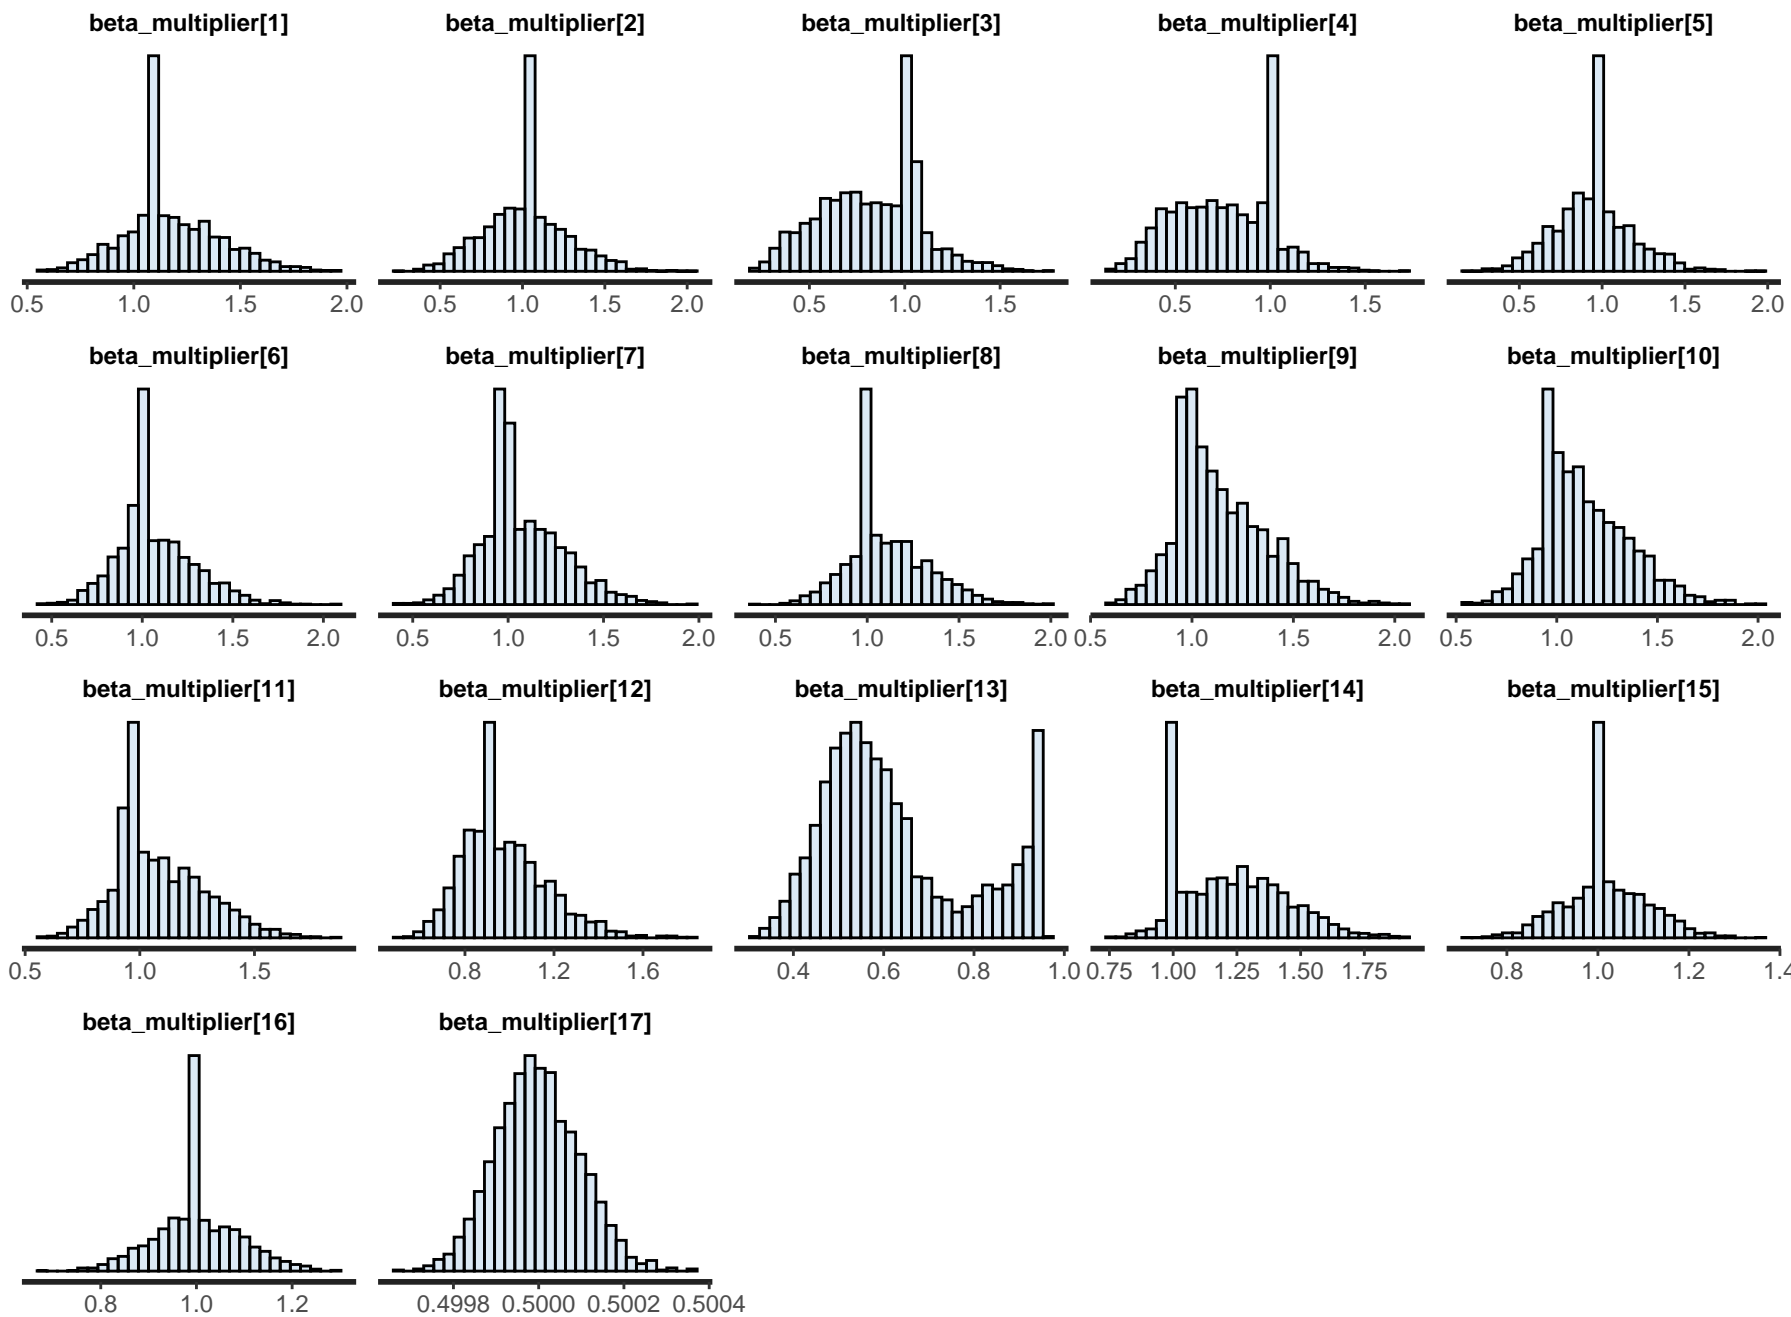 beta_multiplier[1] beta_multiplier[2] beta_multiplier[3] beta_multiplier[4] beta_multiplier[5]
0.5 1.0 1.5 2.0 0.5 1.0 1.5 2.0 0.5 1.0 1.5 0.5 1.0 1.5 0.5 1.0 1.5 2.0
beta_multiplier[6] beta_multiplier[7] beta_multiplier[8] beta_multiplier[9] beta_multiplier[10]
0.5 1.0 1.5 2.0 0.5 1.0 1.5 2.0 0.5 1.0 1.5 2.0 0.5 1.0 1.5 2.0 0.5 1.0 1.5 2.0
beta_multiplier[11] beta_multiplier[12] beta_multiplier[13] beta_multiplier[14] beta_multiplier[15]
0.5 1.0 1.5 0.8 1.2 1.6 0.4 0.6 0.8 1.0 0.75 1.00 1.25 1.50 1.75 0.8 1.0 1.2 1.4
beta_multiplier[16] beta_multiplier[17]
0.8 1.0 1.2 0.4998 0.5000 0.5002 0.5004